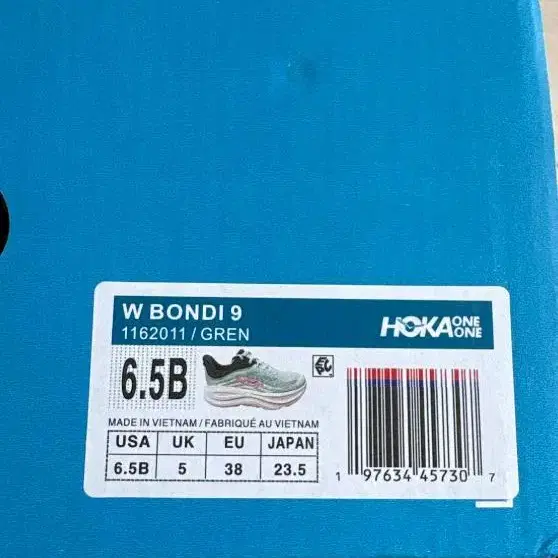 W BONDI 9
1162011 / GREN
HOKA ONE ONE
6.5B
EC
MADE IN VIETNAM / FABRIQUÉ AU VIETNAM
USA UK EU JAPAN
6.5B 5 38 23.5
1 97634 45730 7